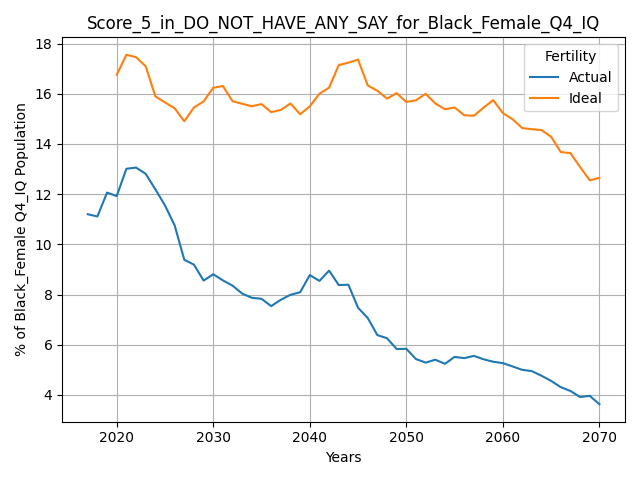 Score_5_in_DO_NOT_HAVE_ANY_SAY_for_Black_Female_Q4_IQ
18
16
14
12
10
8
6
4
% of Black_Female Q4_IQ Population
Fertility
Actual
Ideal
2020 2030 2040 2050 2060 2070
Years